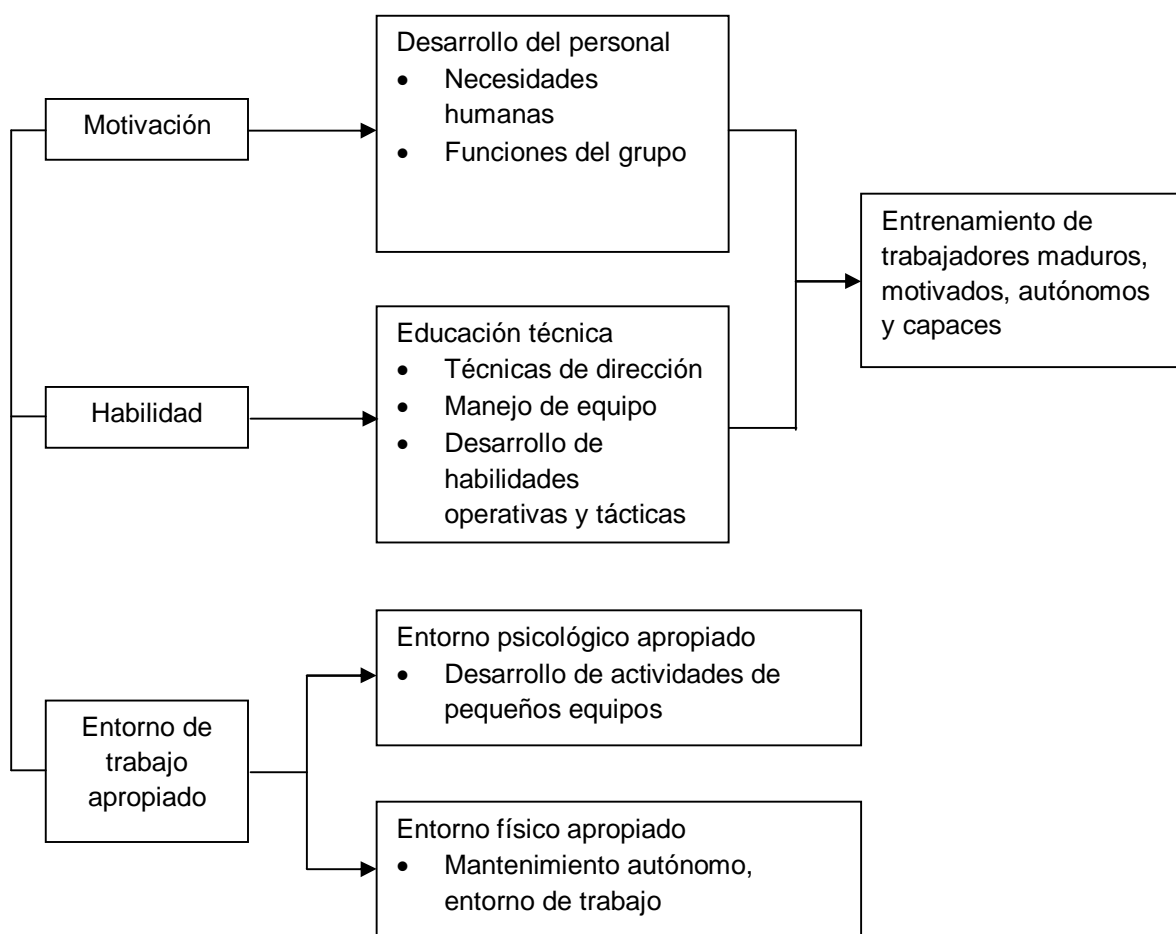 Motivación
Desarrollo del personal
• Necesidades
humanas
• Funciones del grupo
Habilidad
Educación técnica
• Técnicas de dirección
• Manejo de equipo
• Desarrollo de
habilidades
operativas y tácticas
Entrenamiento de
trabajadores maduros,
motivados, autónomos
y capaces
Entorno de
trabajo
apropiado
Entorno psicológico apropiado
• Desarrollo de actividades de
pequeños equipos
Entorno físico apropiado
• Mantenimiento autónomo,
entorno de trabajo